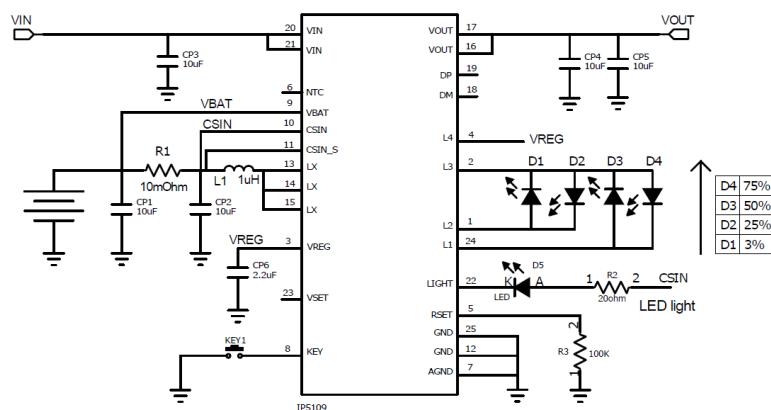 VIN
20
VIN
21
VIN
CP3
10uF
6
NTC
VBAT
9
VBAT
CSIN
10
CSIN
11
CSIN_S
R1
10mOhm
L1
1uH
13
LX
14
LX
15
LX
CP1
10uF
CP2
10uF
VREG
3
VREG
CP6
2.2uF
23
VSET
KEY1
8
KEY
IP5109
VOUT
17
VOUT
VOUT
16
CP4
10uF
CP5
10uF
DP
19
DM
18
L4
4
VREG
L3
2
D1
D2
D3
D4
L2
1
L1
24
D4 75%
D3 50%
D2 25%
D1 3%
LIGHT
22
K
A
D5
LED
1
R2
2
20ohm
CSIN
LED light
RSET
5
GND
25
GND
12
AGND
7
2
R3
100K
1